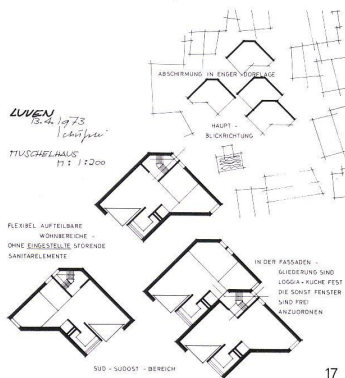 ABSCHIRMUNG IN ENGER DORFLAGE
LUVEN
13.4.1973
HAUPT -
BLICKRICHTUNG
MUSCHELHAUS
M: 1:200
FLEXIBEL AUFTEILBARE
WOHNBEREICHE -
OHNE EINGESTELLTE STÖRENDE
SANITÄRELEMENTE
IN DER FASSADEN -
GLIEDERUNG SIND
LOGGIA + KÜCHE FEST
DIE SONST FENSTER
SIND FREI
ANZUORDNEN
SÜD - SÜDOST - BEREICH
17